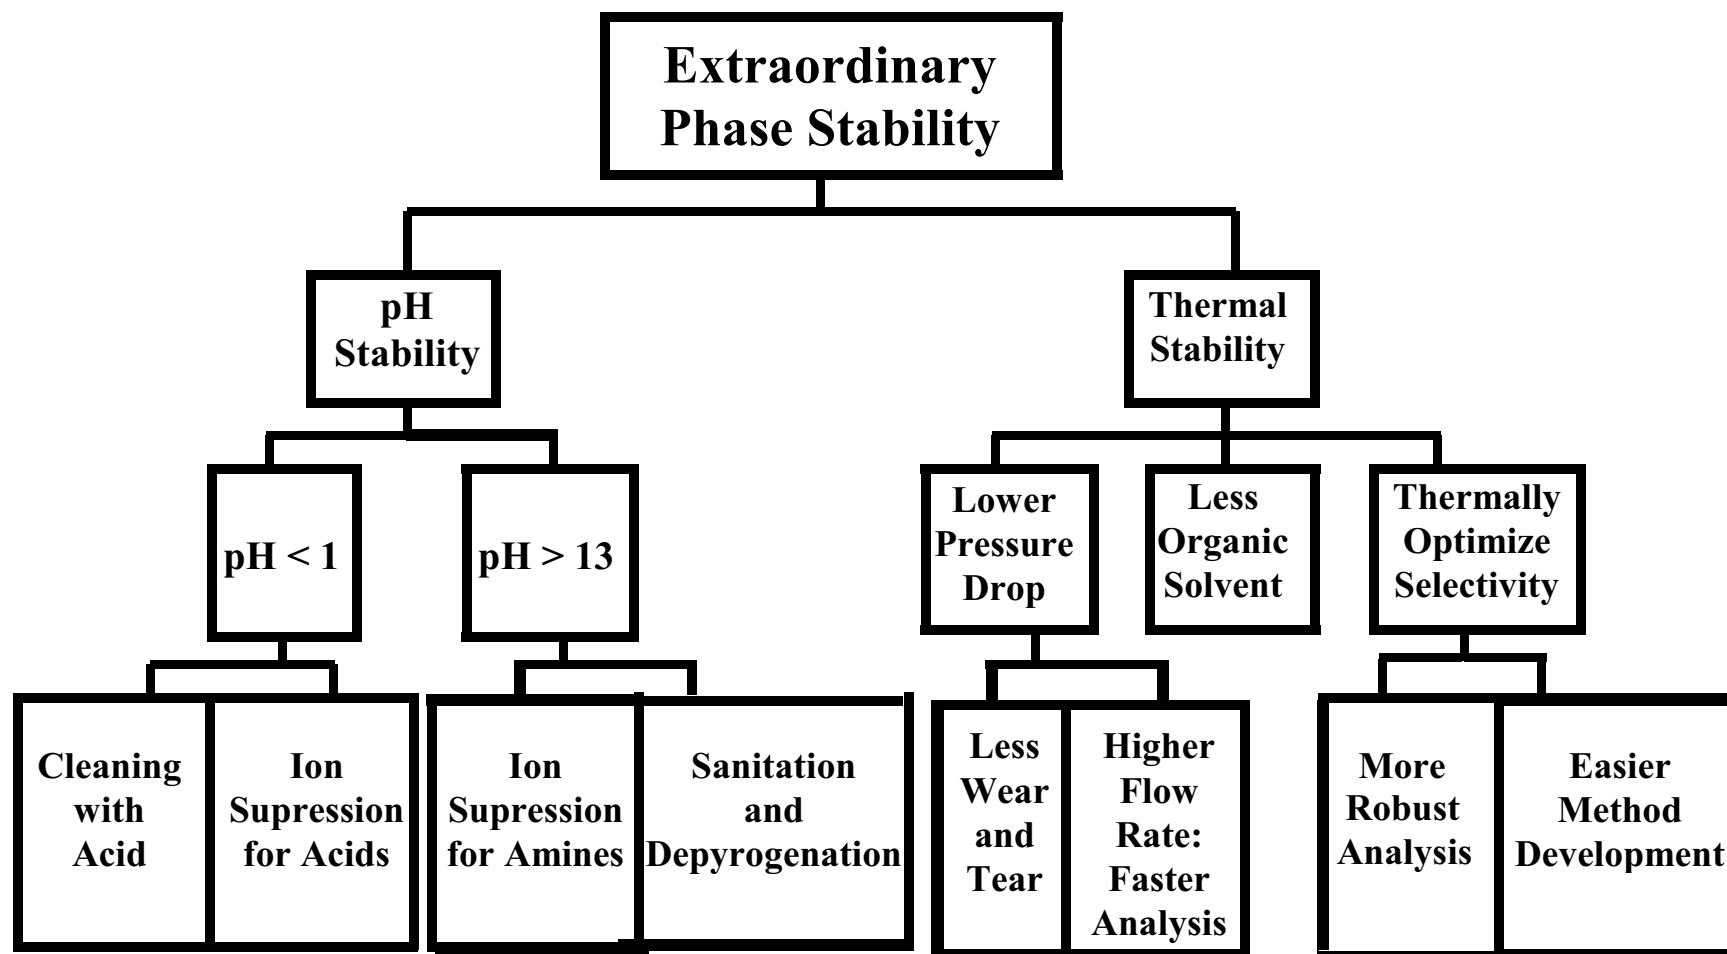 Extraordinary
Phase Stability
pH
Stability
Thermal
Stability
pH < 1
pH > 13
Lower
Pressure
Drop
Less
Organic
Solvent
Thermally
Optimize
Selectivity
Cleaning
with
Acid
Ion
Supression
for Acids
Ion
Supression
for Amines
Sanitation
and
Depyrogenation
Less
Wear
and
Tear
Higher
Flow
Rate:
Faster
Analysis
More
Robust
Analysis
Easier
Method
Development